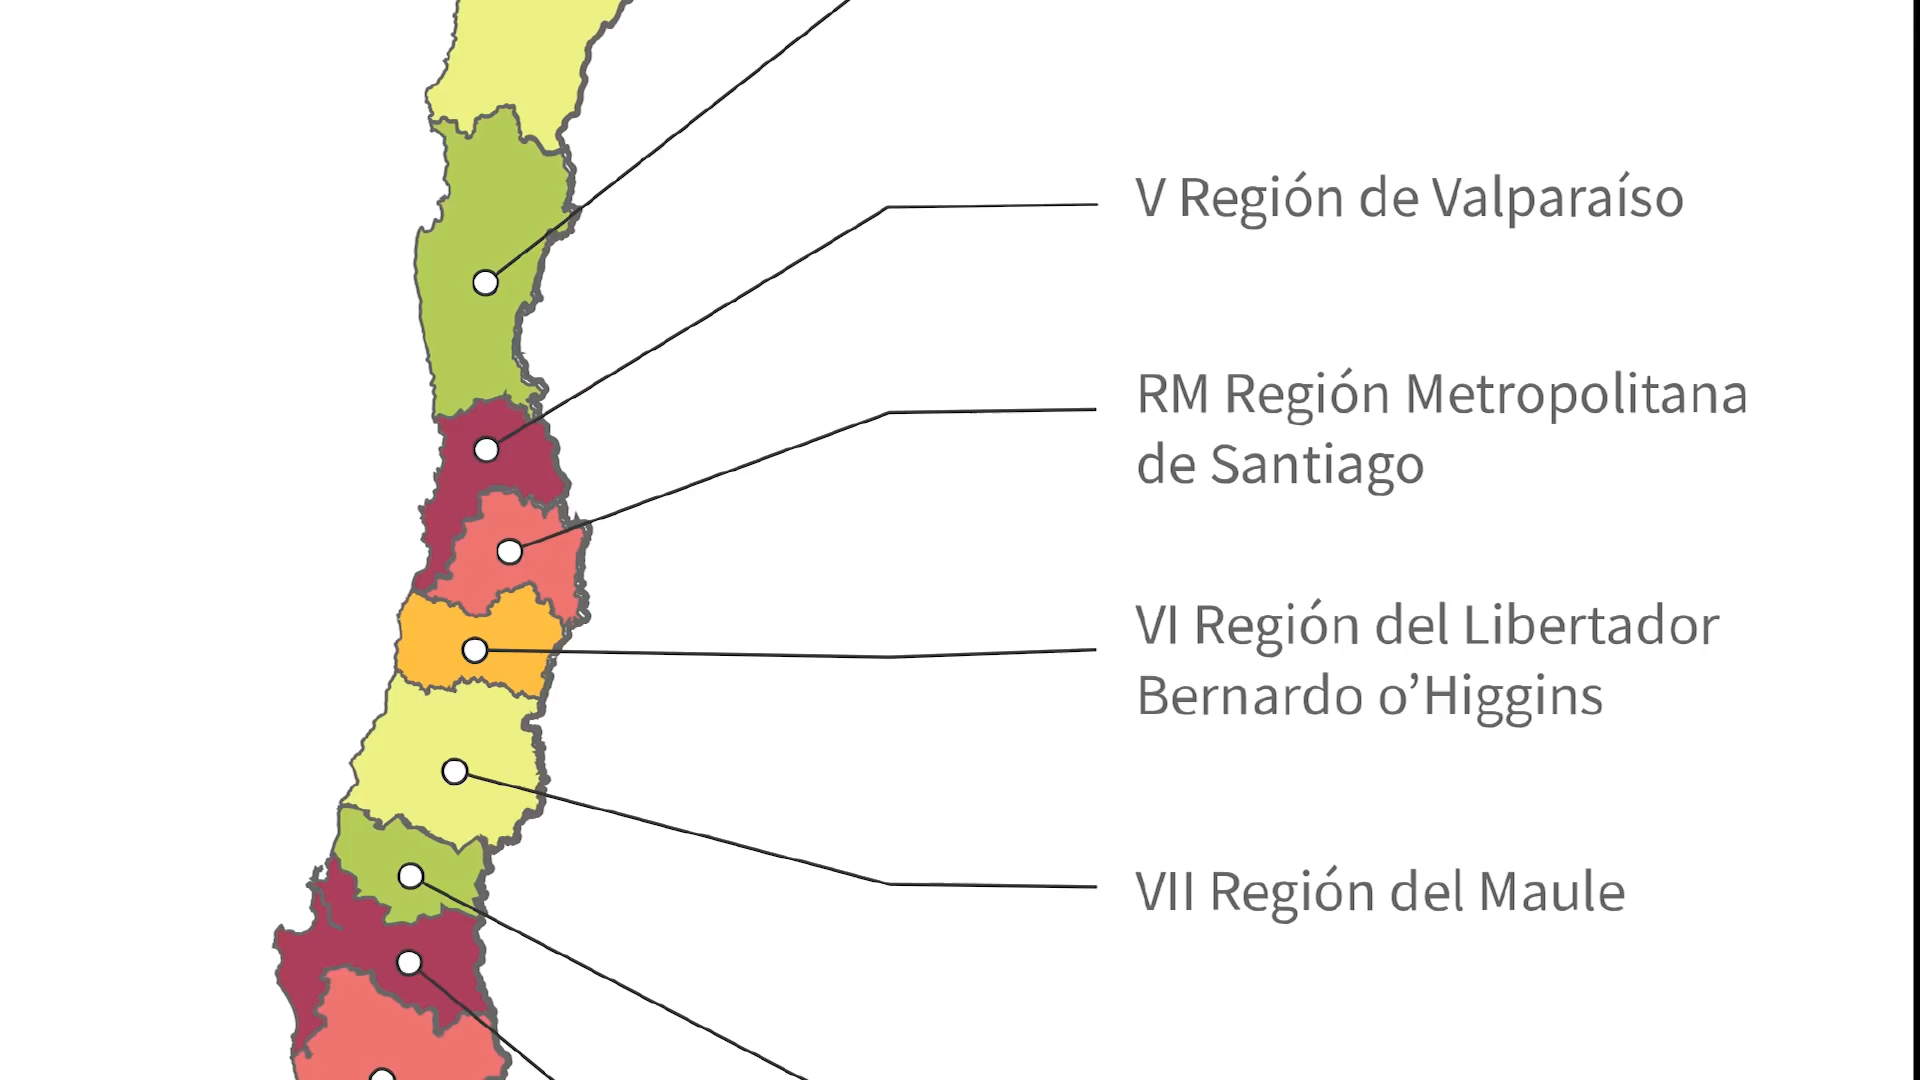 V Región de Valparaíso
RM Región Metropolitana
de Santiago
VI Región del Libertador
Bernardo o’Higgins
VII Región del Maule